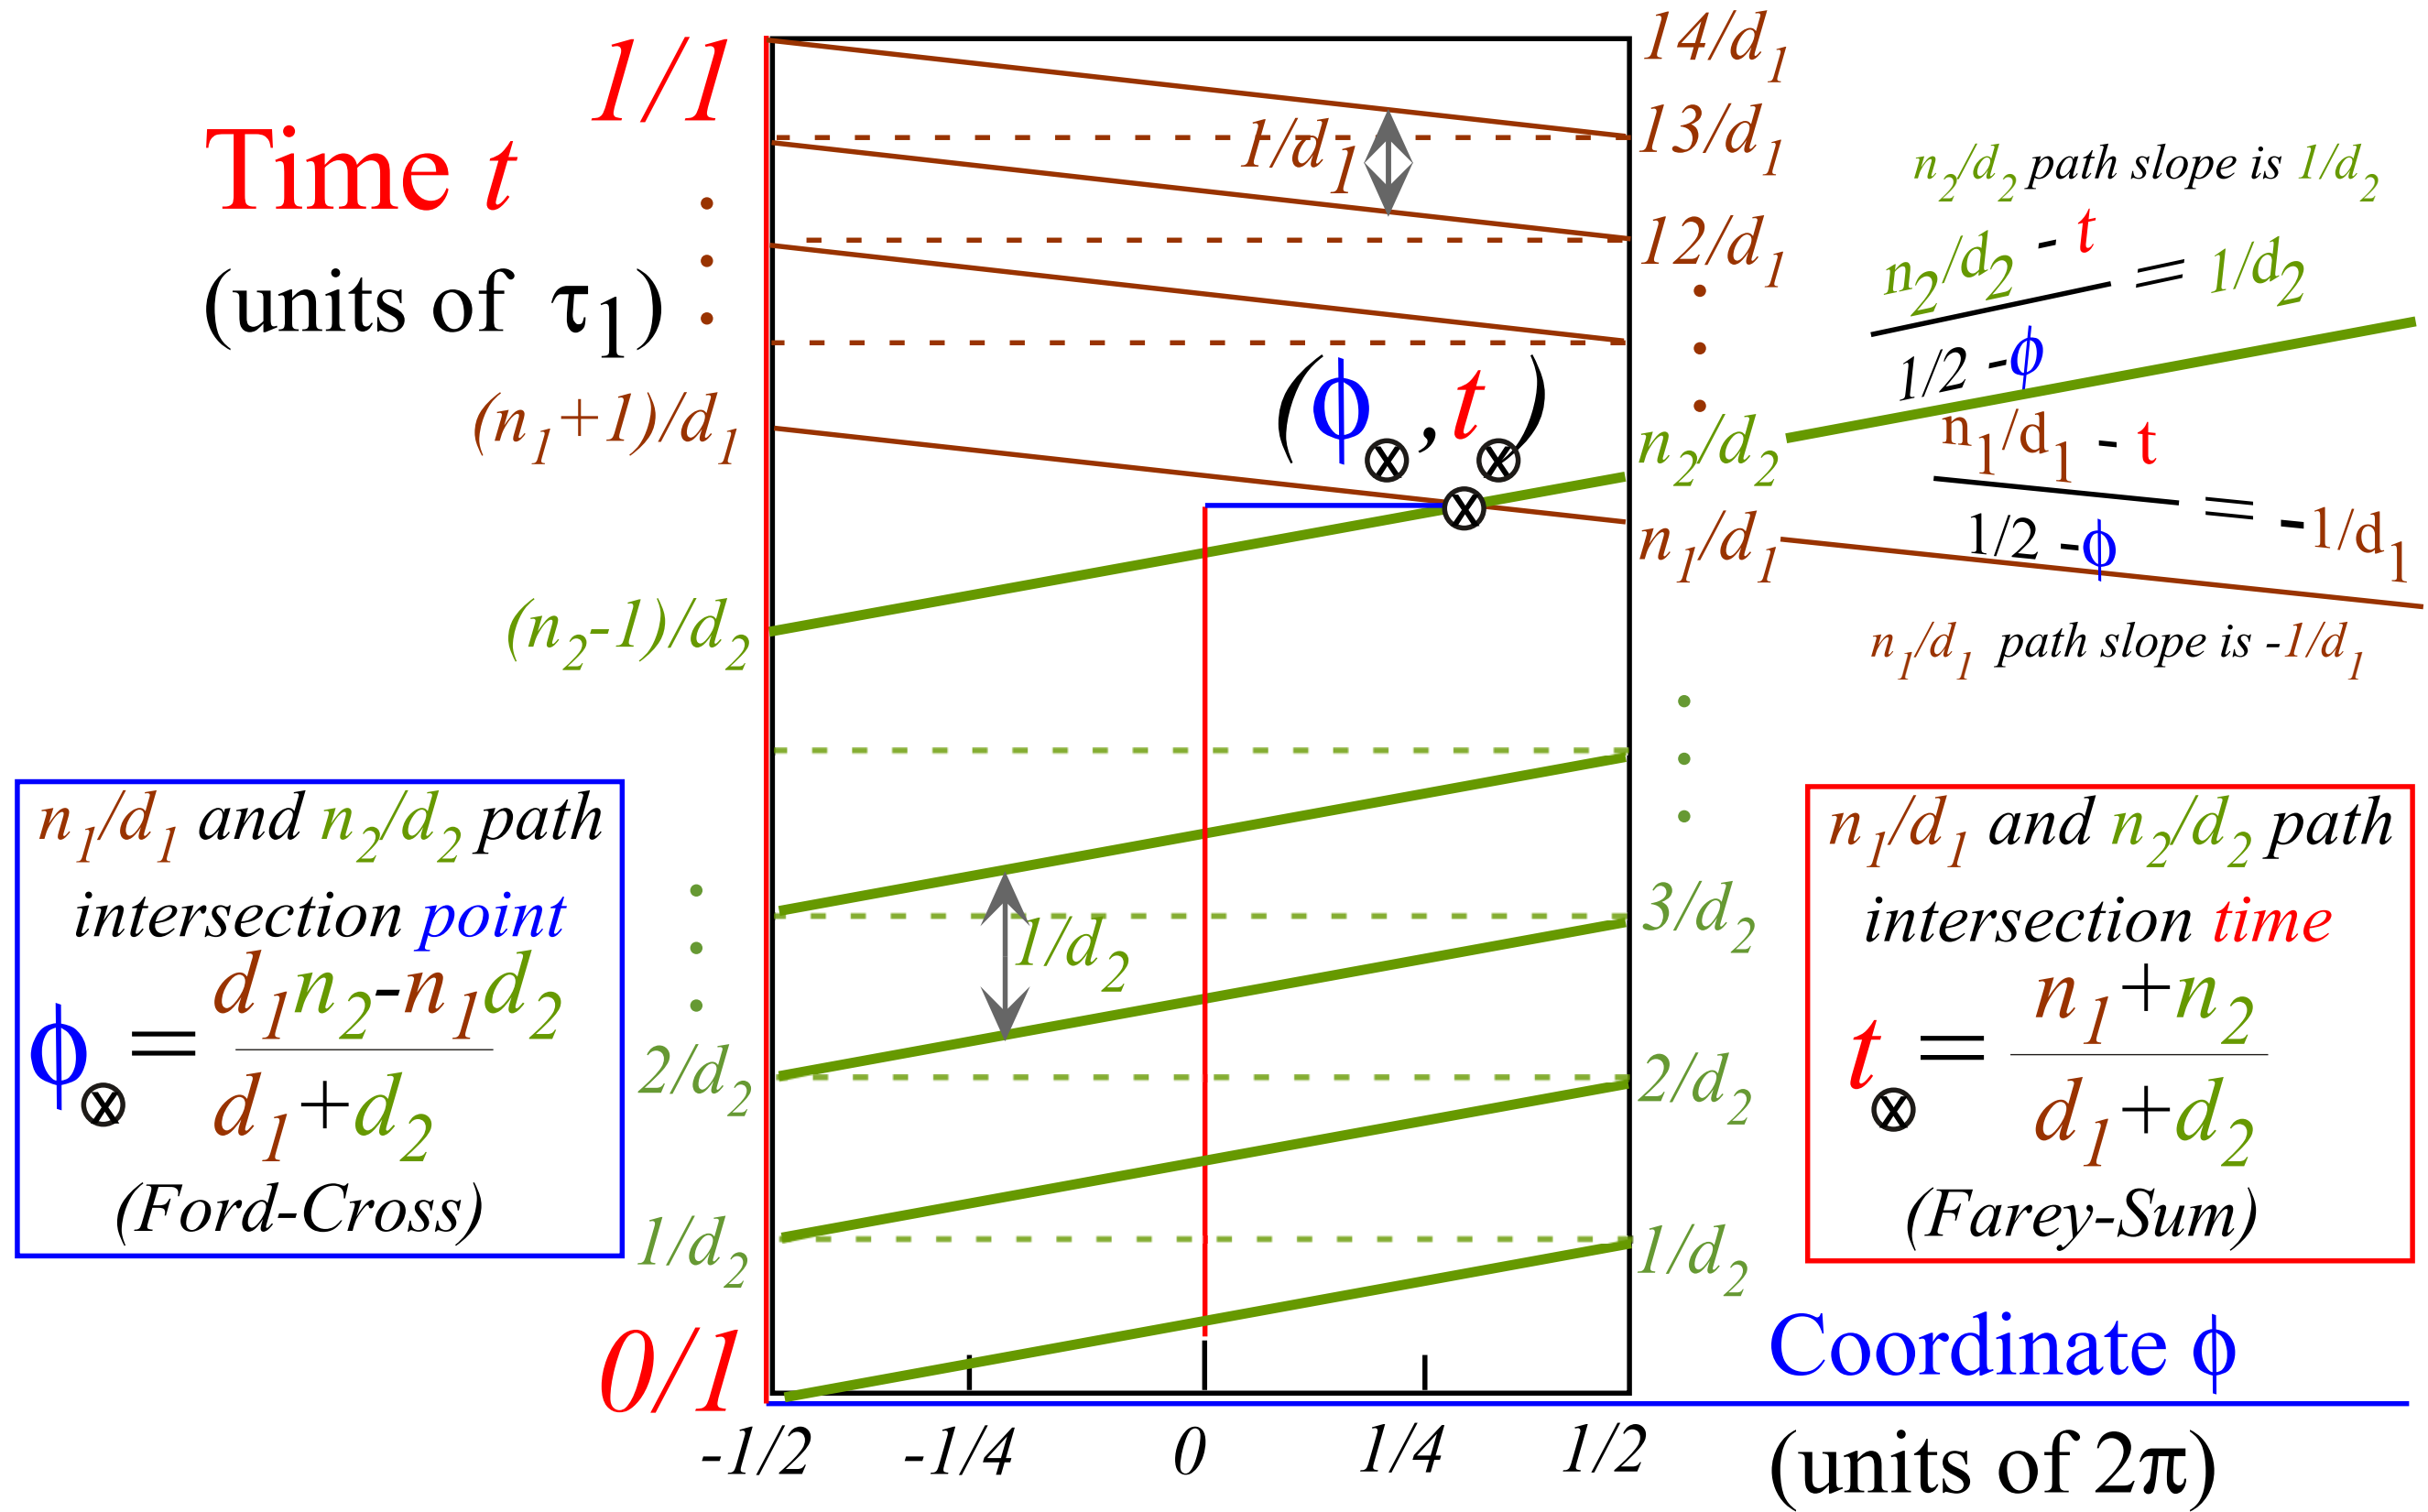 1/1
Time t
(units of τ₁)
(n₁+1)/d₁
(n₂-1)/d₂
2/d₂
1/d₂
0/1
14/d₁
13/d₁
12/d₁
1/d₁
(ϕ⊗, t⊗)
n₂/d₂
n₁/d₁
1/d₂
3/d₂
2/d₂
1/d₂
n₂/d₂ path slope is 1/d₂
n₂/d₂ - t
= 1/d₂
1/2 -ϕ
n₁/d₁ - t
= -1/d₁
1/2 -ϕ
n₁/d₁ path slope is -1/d₁
n₁/d₁ and n₂/d₂ path
intersection point
ϕ⊗ = d₁n₂-n₁d₂
d₁+d₂
(Ford-Cross)
n₁/d₁ and n₂/d₂ path
intersection time
t⊗ = n₁+n₂
d₁+d₂
(Farey-Sum)
Coordinate ϕ
-1/2 -1/4 0 1/4 1/2
(units of 2π)